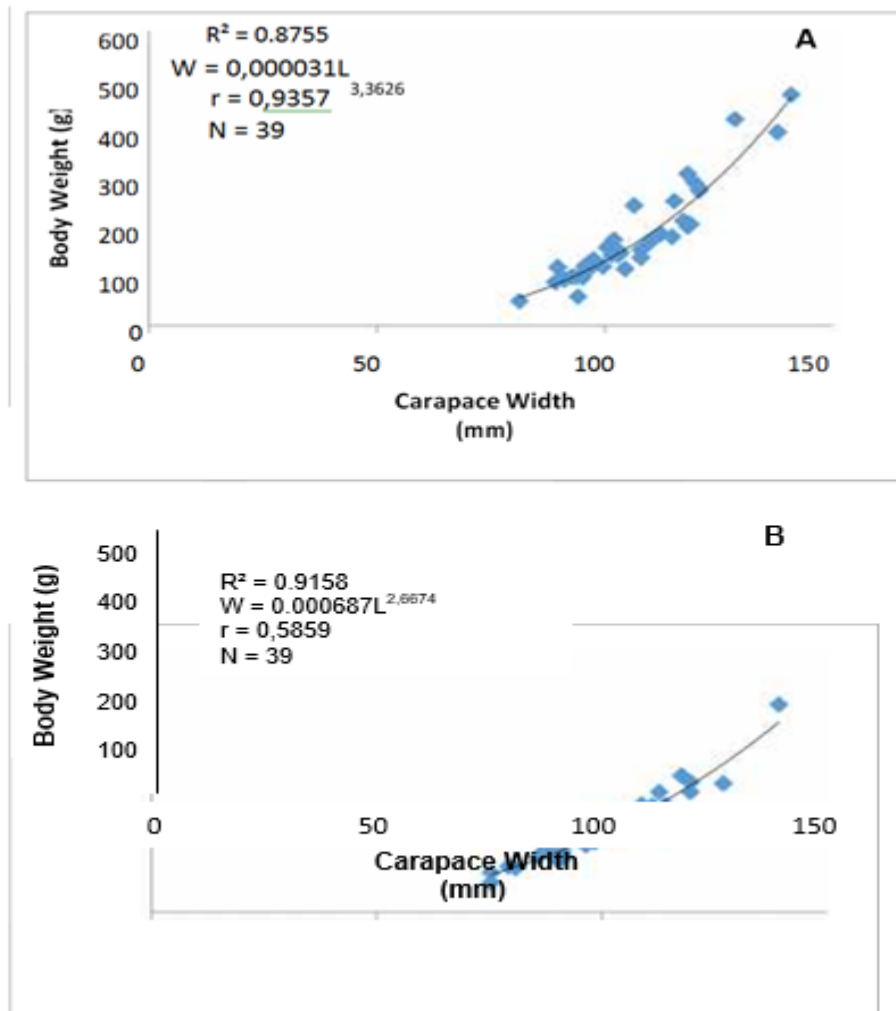 A
R² = 0.8755
W = 0,000031L
3,3626
r = 0,9357
N = 39
600
500
400
300
200
100
0
Body Weight (g)
0 50 100 150
Carapace Width
(mm)
B
R² = 0.9158
W = 0.000687L2,6674
r = 0,5859
N = 39
500
400
300
200
100
Body Weight (g)
0 50 100 150
Carapace Width
(mm)